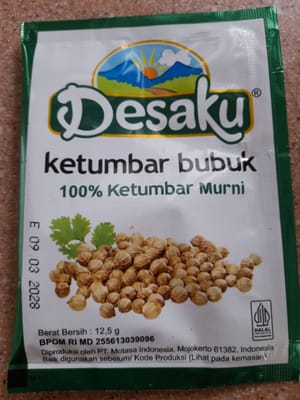 Desaku®
ketumbar bubuk
100% Ketumbar Murni
E 09 03 2028
Berat Bersih : 12,5 g
BPOM RI MD 255613039096
Diproduksi oleh PT. Motasa Indonesia, Mojokerto 61382, Indonesia
Baik digunakan sebelum/ Kode Produksi (Lihat pada kemasan)
HALAL
INDONESIA